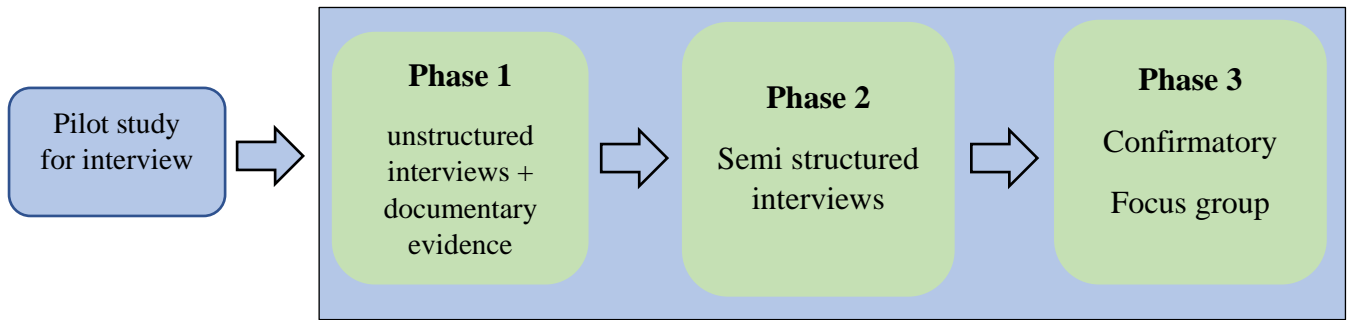 Pilot study
for interview
Phase 1
unstructured
interviews +
documentary
evidence
Phase 2
Semi structured
interviews
Phase 3
Confirmatory
Focus group